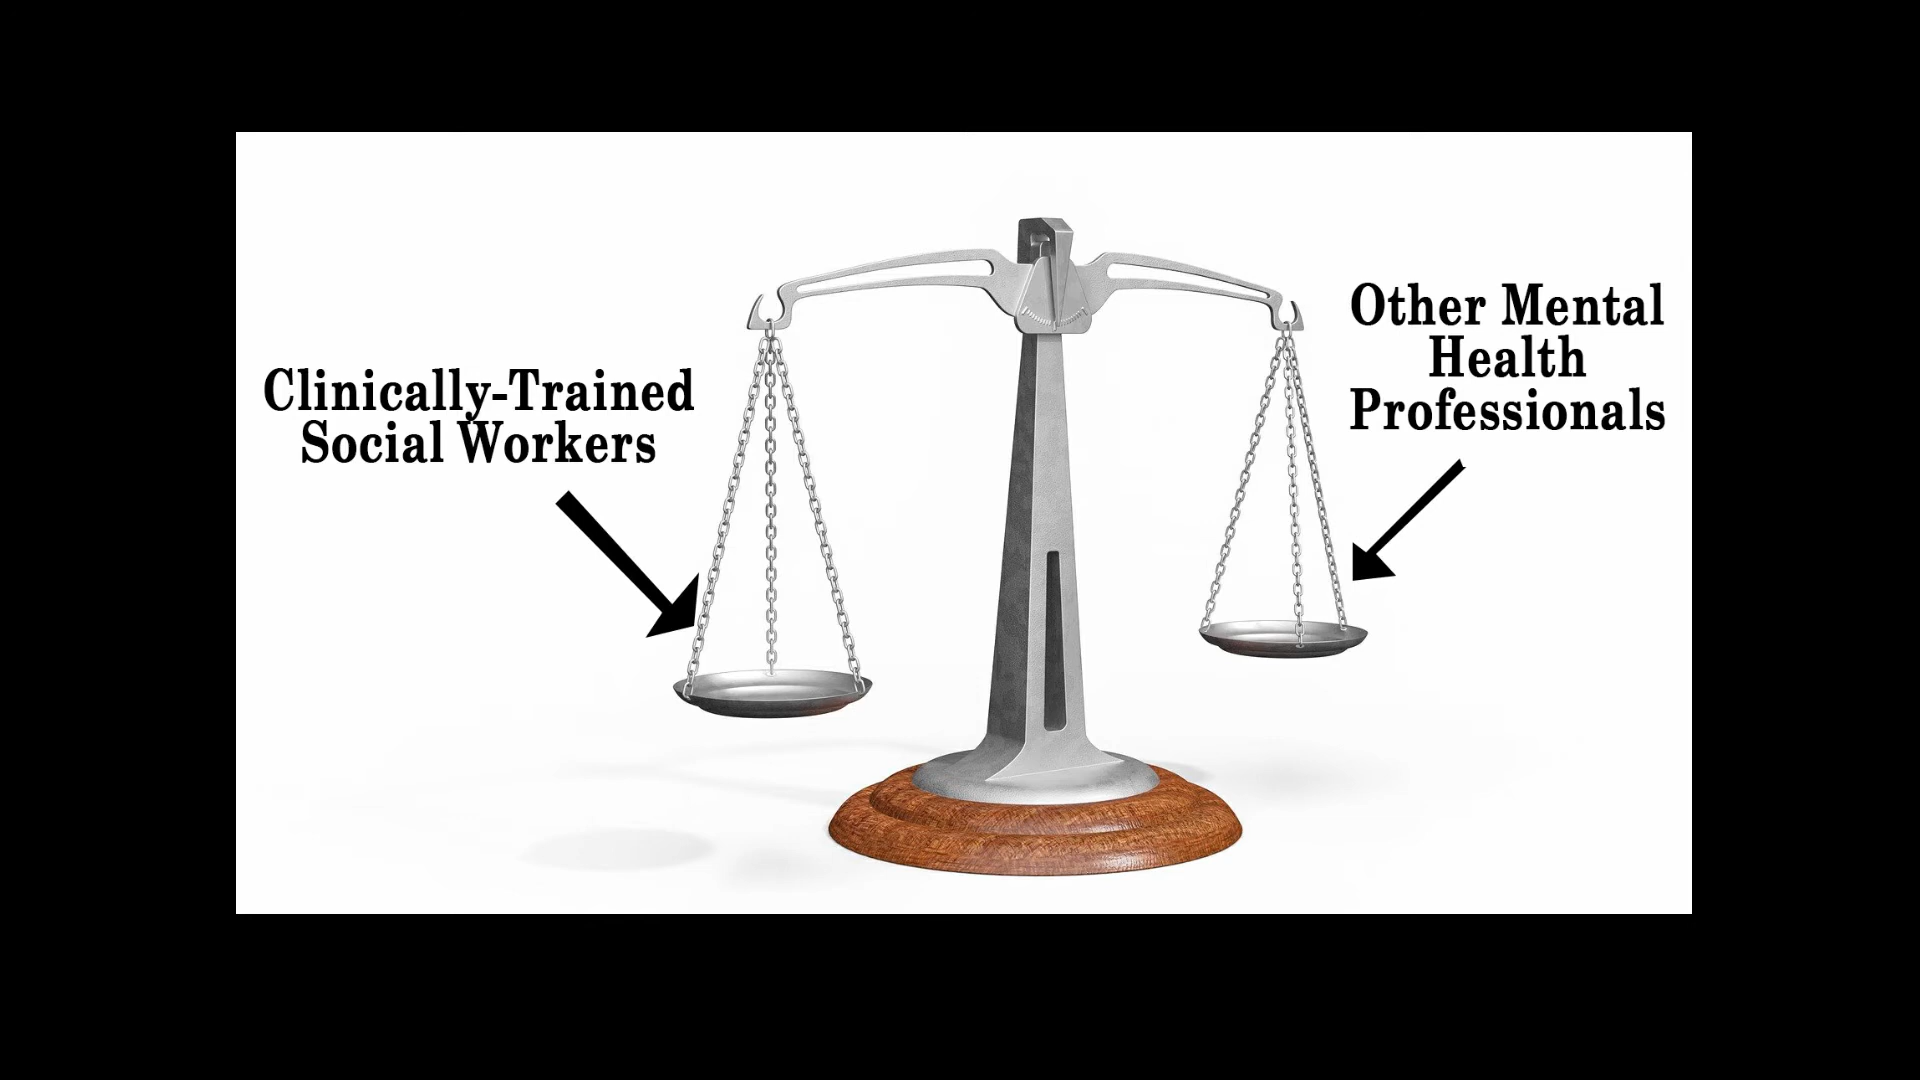 Clinically-Trained
Social Workers
Other Mental
Health
Professionals